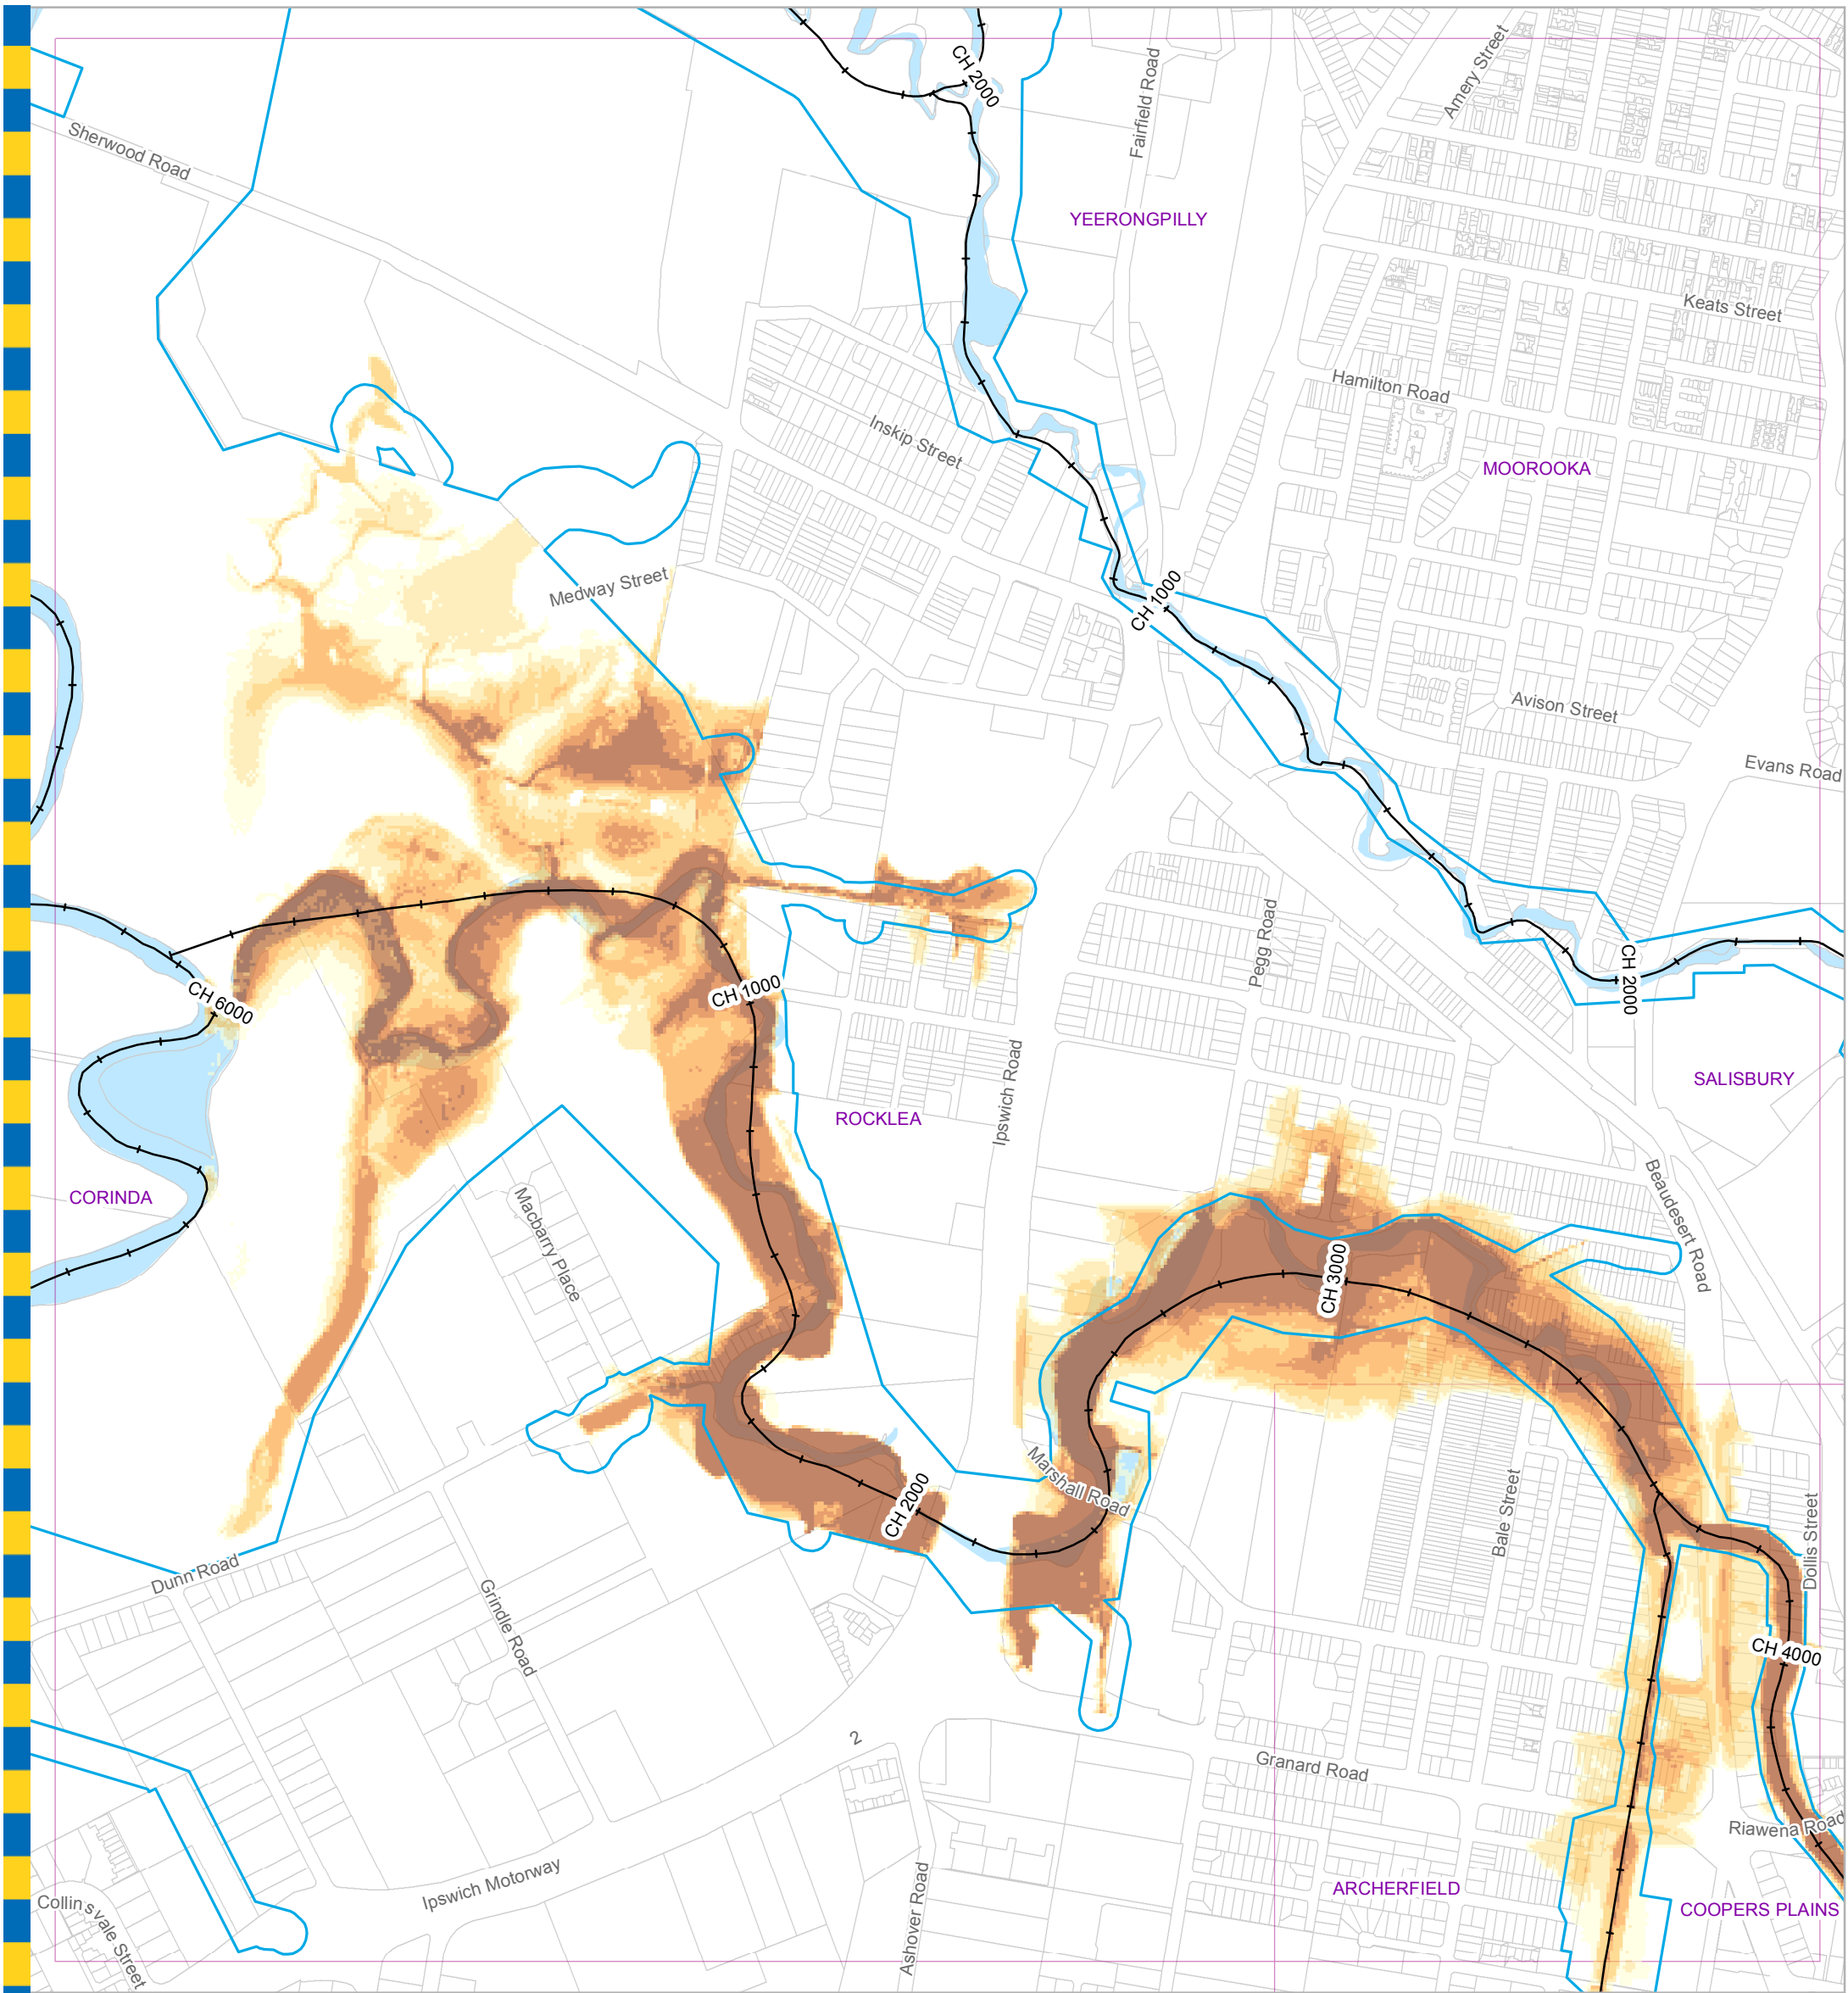 CH 2000
Amery Street
Fairfield Road
Sherwood Road
YEERONGPILLY
Keats Street
Hamilton Road
Inskip Street
MOOROOKA
Medway Street
CH 1000
Avison Street
Evans Road
Pegg Road
CH 2000
CH 1000
CH 6000
Ipswich Road
SALISBURY
ROCKLEA
CORINDA
Macbarry Place
Beaudesert Road
CH 3000
Marshall Road
CH 2000
Bale Street
Dollis Street
Dunn Road
Grindle Road
CH 4000
2
Granard Road
Riawena Road
Ipswich Motorway
ARCHERFIELD
Ashover Road
COOPERS PLAINS
Collinsvale Street